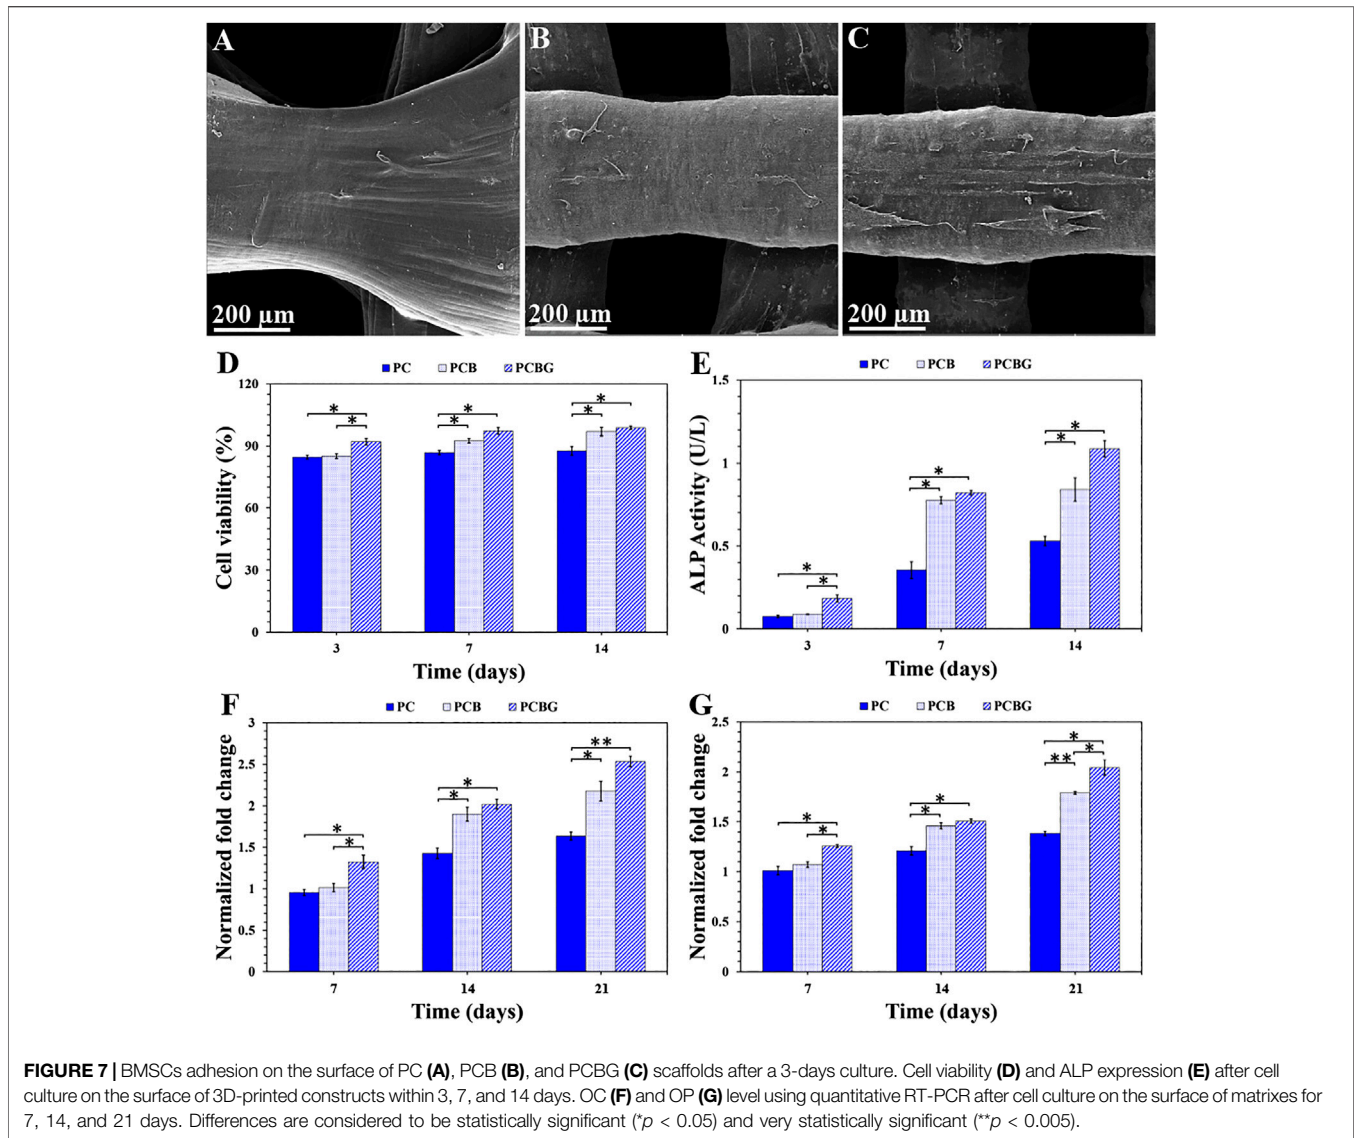 A
B
C
200 µm
200 µm
200 µm
D
PC PCB PCBG
120
90
60
30
0
Cell viability (%)
* * * * * *
3 7 14
Time (days)
E
PC PCB PCBG
1.5
1
0.5
0
ALP Activity (U/L)
* * * * * *
3 7 14
Time (days)
F
PC PCB PCBG
3
2.5
2
1.5
1
0.5
0
Normalized fold change
* * * * ** *
7 14 21
Time (days)
G
PC PCB PCBG
2.5
2
1.5
1
0.5
0
Normalized fold change
* * * * * ** *
7 14 21
Time (days)
FIGURE 7 | BMSCs adhesion on the surface of PC (A), PCB (B), and PCBG (C) scaffolds after a 3-days culture. Cell viability (D) and ALP expression (E) after cell
culture on the surface of 3D-printed constructs within 3, 7, and 14 days. OC (F) and OP (G) level using quantitative RT-PCR after cell culture on the surface of matrixes for
7, 14, and 21 days. Differences are considered to be statistically significant (*p < 0.05) and very statistically significant (**p < 0.005).